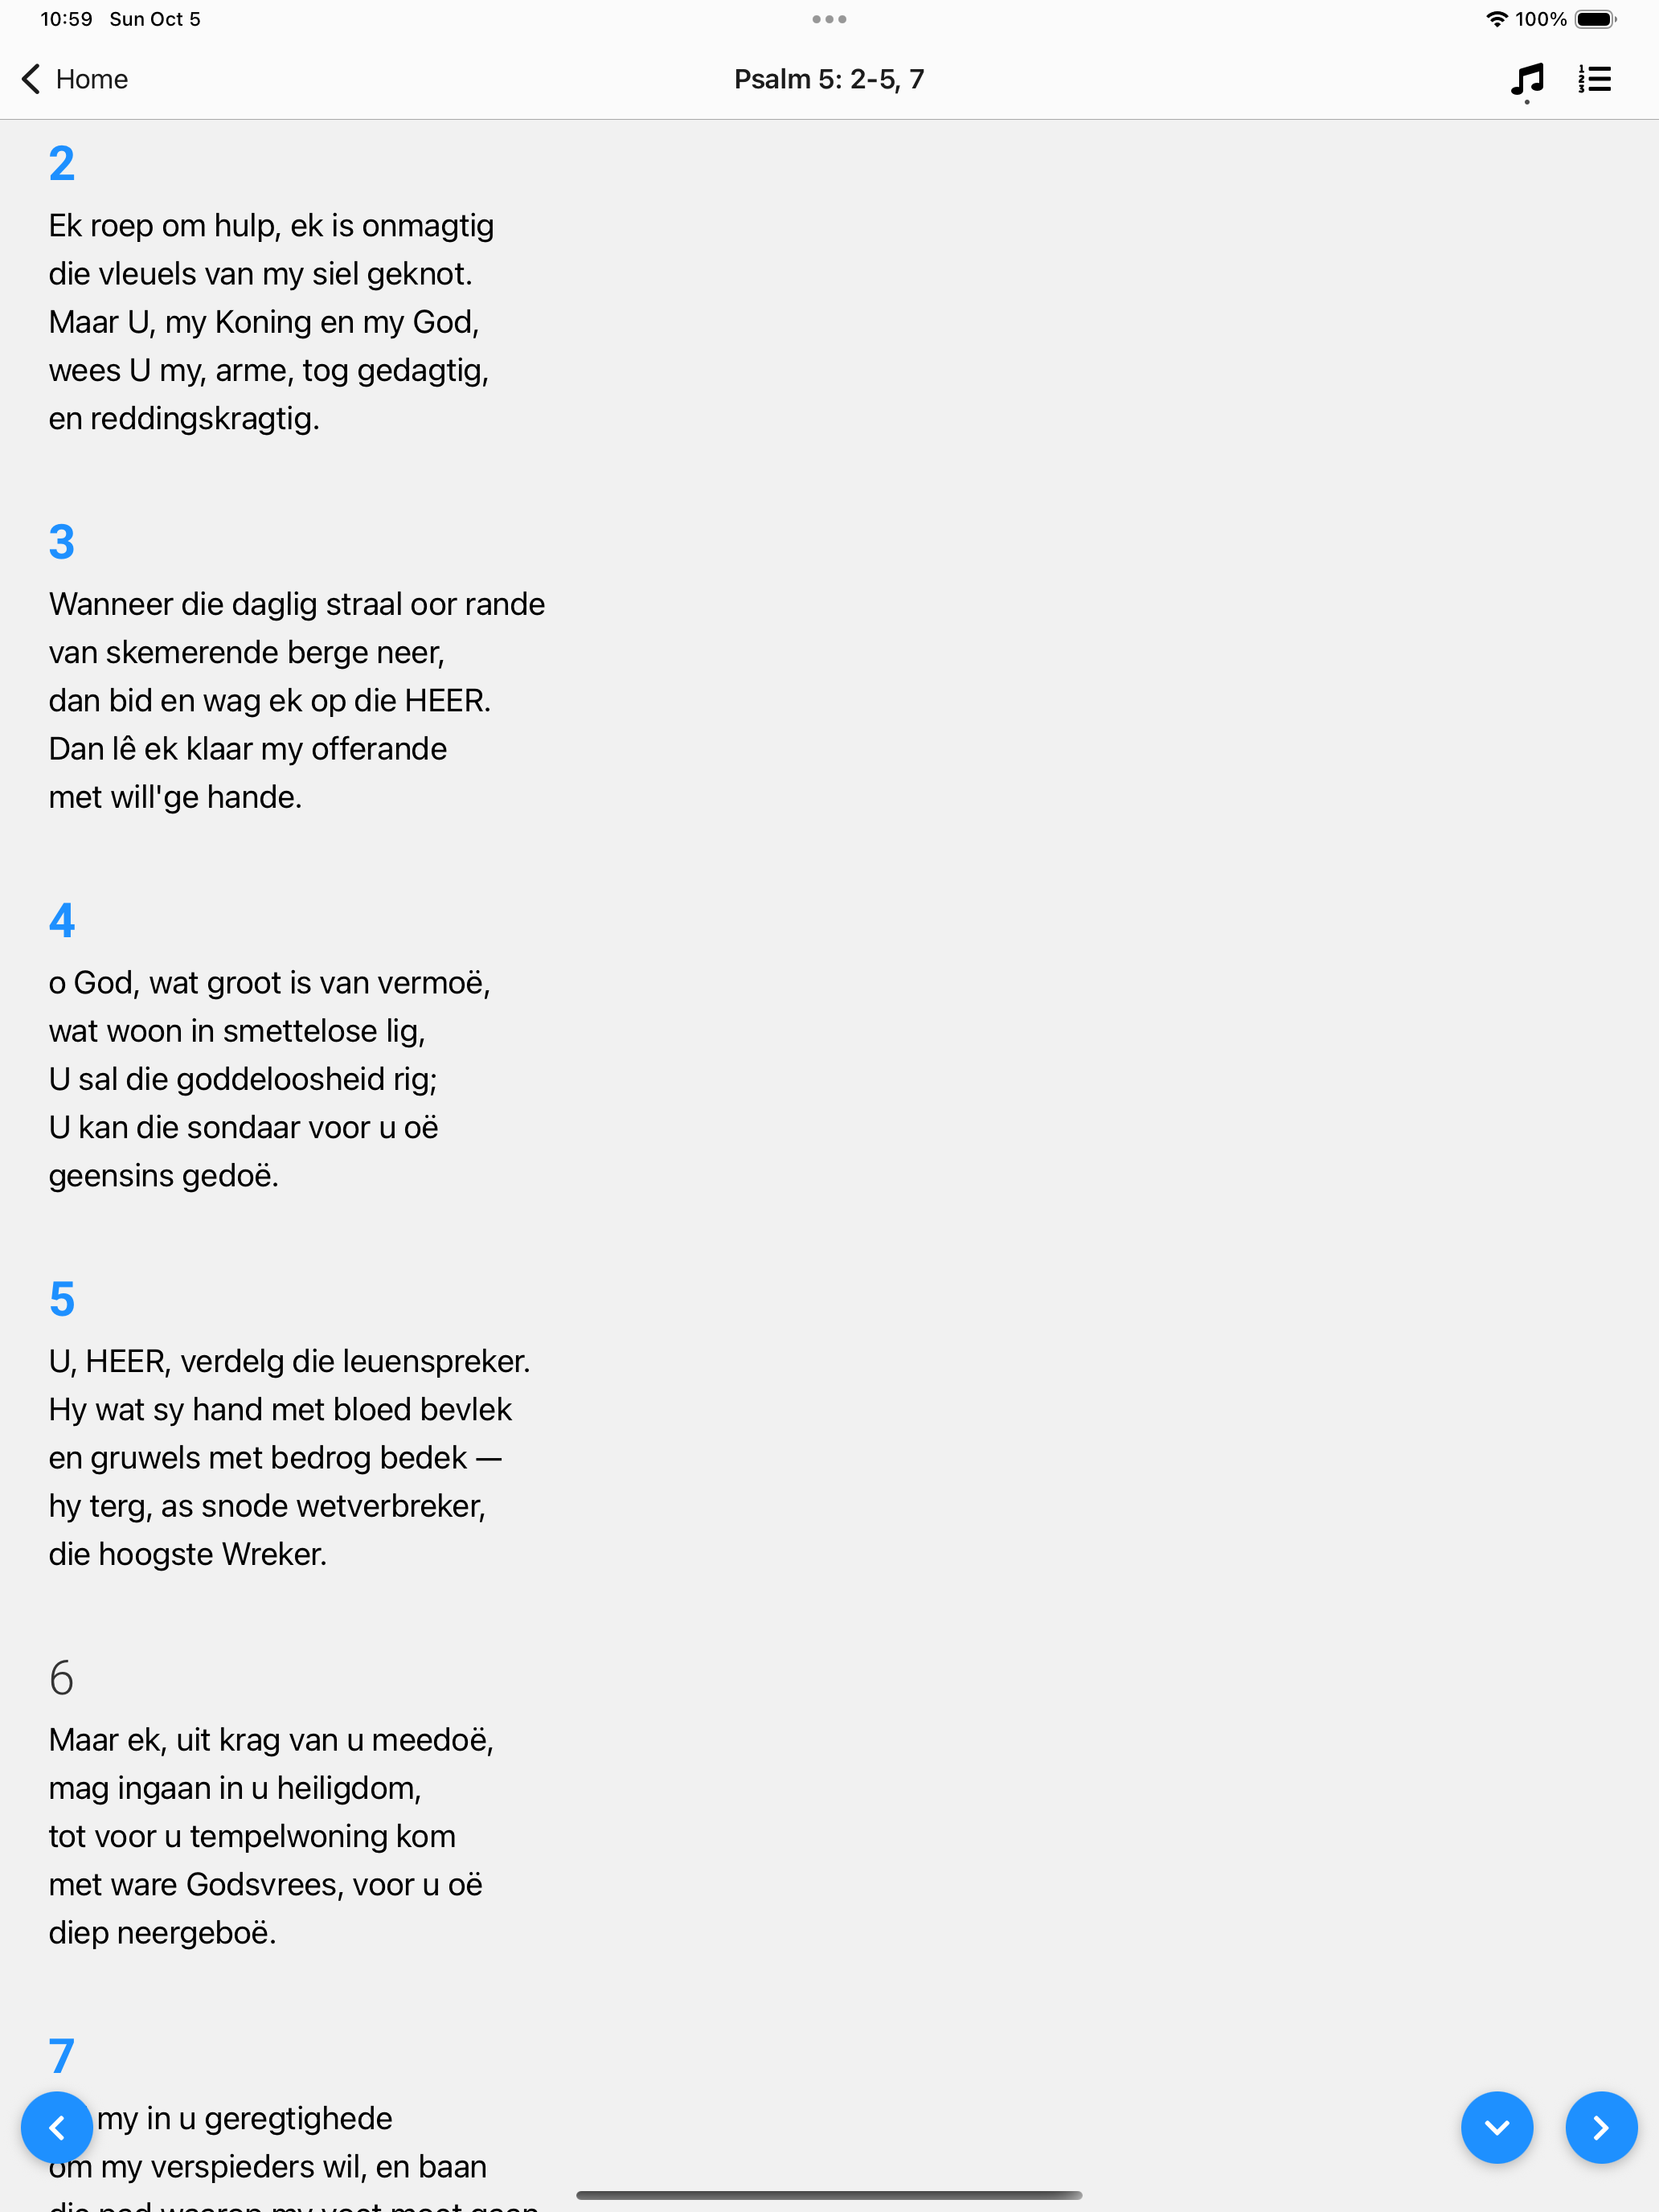 10:59 Sun Oct 5
100%
Home
Psalm 5: 2-5, 7
2
Ek roep om hulp, ek is onmagtig
die vleuels van my siel geknot.
Maar U, my Koning en my God,
wees U my, arme, tog gedagtig,
en reddingskragtig.
3
Wanneer die daglig straal oor rande
van skemerende berge neer,
dan bid en wag ek op die HEER.
Dan lê ek klaar my offerande
met will'ge hande.
4
o God, wat groot is van vermoë,
wat woon in smettelose lig,
U sal die goddeloosheid rig;
U kan die sondaar voor u oë
geensins gedoë.
5
U, HEER, verdelg die leuenspreker.
Hy wat sy hand met bloed bevlek
en gruwels met bedrog bedek —
hy terg, as snode wetverbreker,
die hoogste Wreker.
6
Maar ek, uit krag van u meedoë,
mag ingaan in u heiligdom,
tot voor u tempelwoning kom
met ware Godsvrees, voor u oë
diep neergeboë.
7
my in u geregtighede
om my verspieders wil, en baan
die pad waarop my voet moet gaan